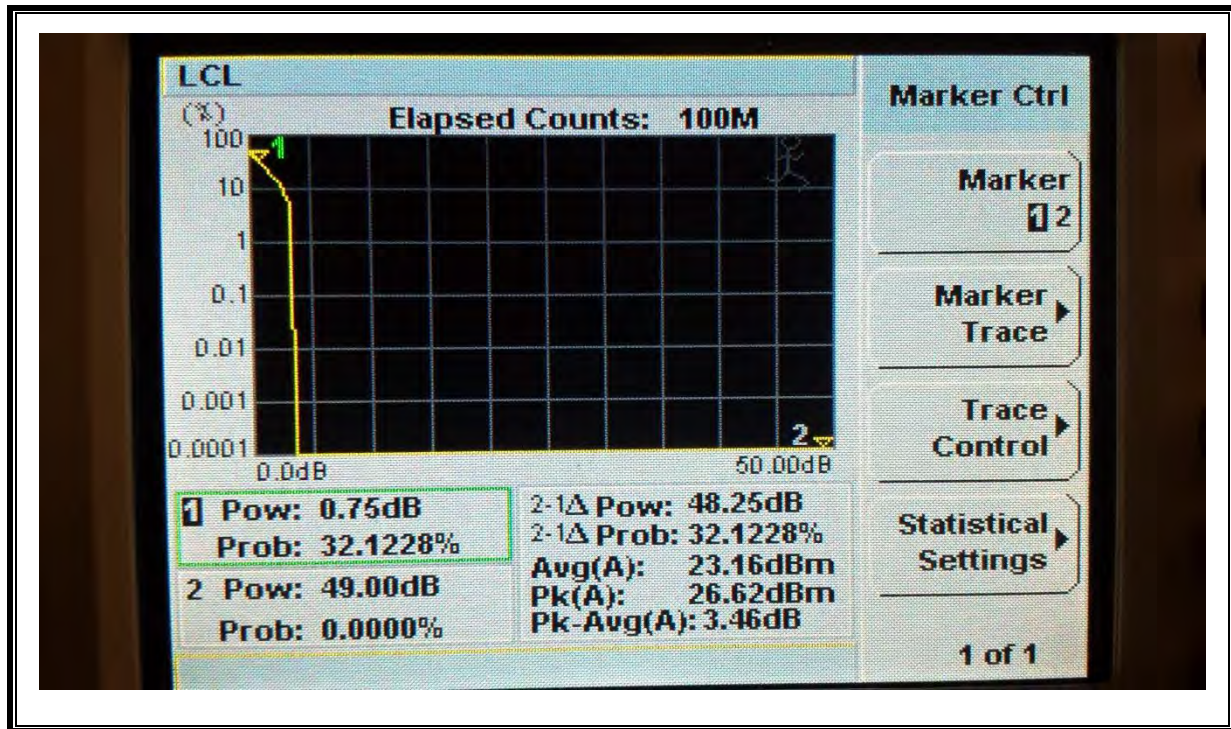 LCL
(%)
Elapsed Counts: 100M
100
10
1
0.1
0.01
0.001
0.0001
1
2
0.0dB
50.00dB
1 Pow: 0.75dB
Prob: 32.1228%
2 Pow: 49.00dB
Prob: 0.0000%
2-1Δ Pow: 48.25dB
2-1Δ Prob: 32.1228%
Avg(A): 23.16dBm
Pk(A): 26.62dBm
Pk-Avg(A): 3.46dB
Marker Ctrl
Marker
1 2
Marker
Trace
Trace
Control
Statistical
Settings
1 of 1